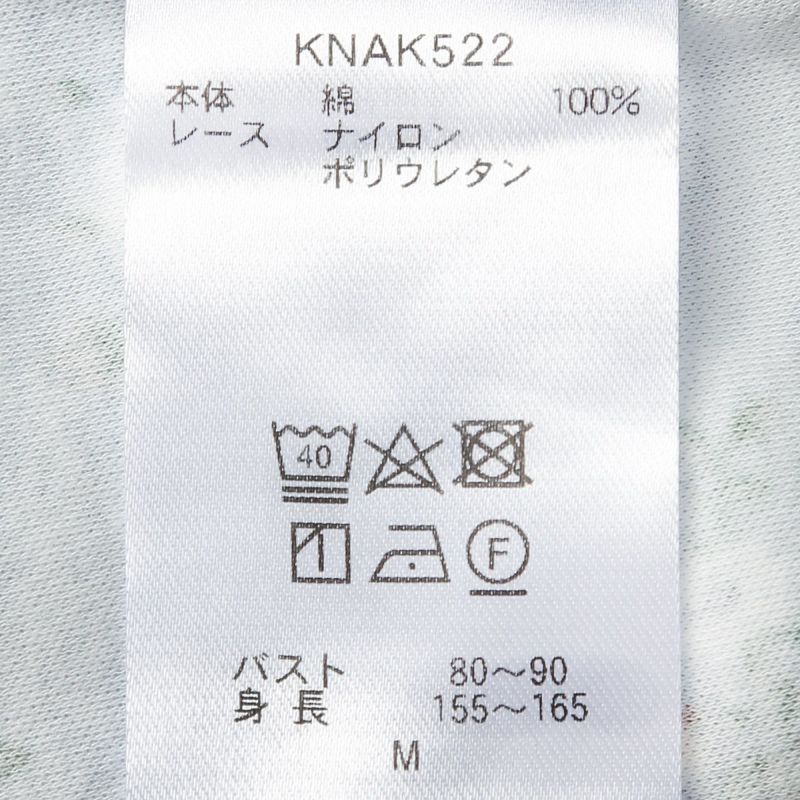 KNAK522
本体 綿 100%
レース ナイロン
ポリウレタン
40
F
バスト 80～90
身長 155～165
M